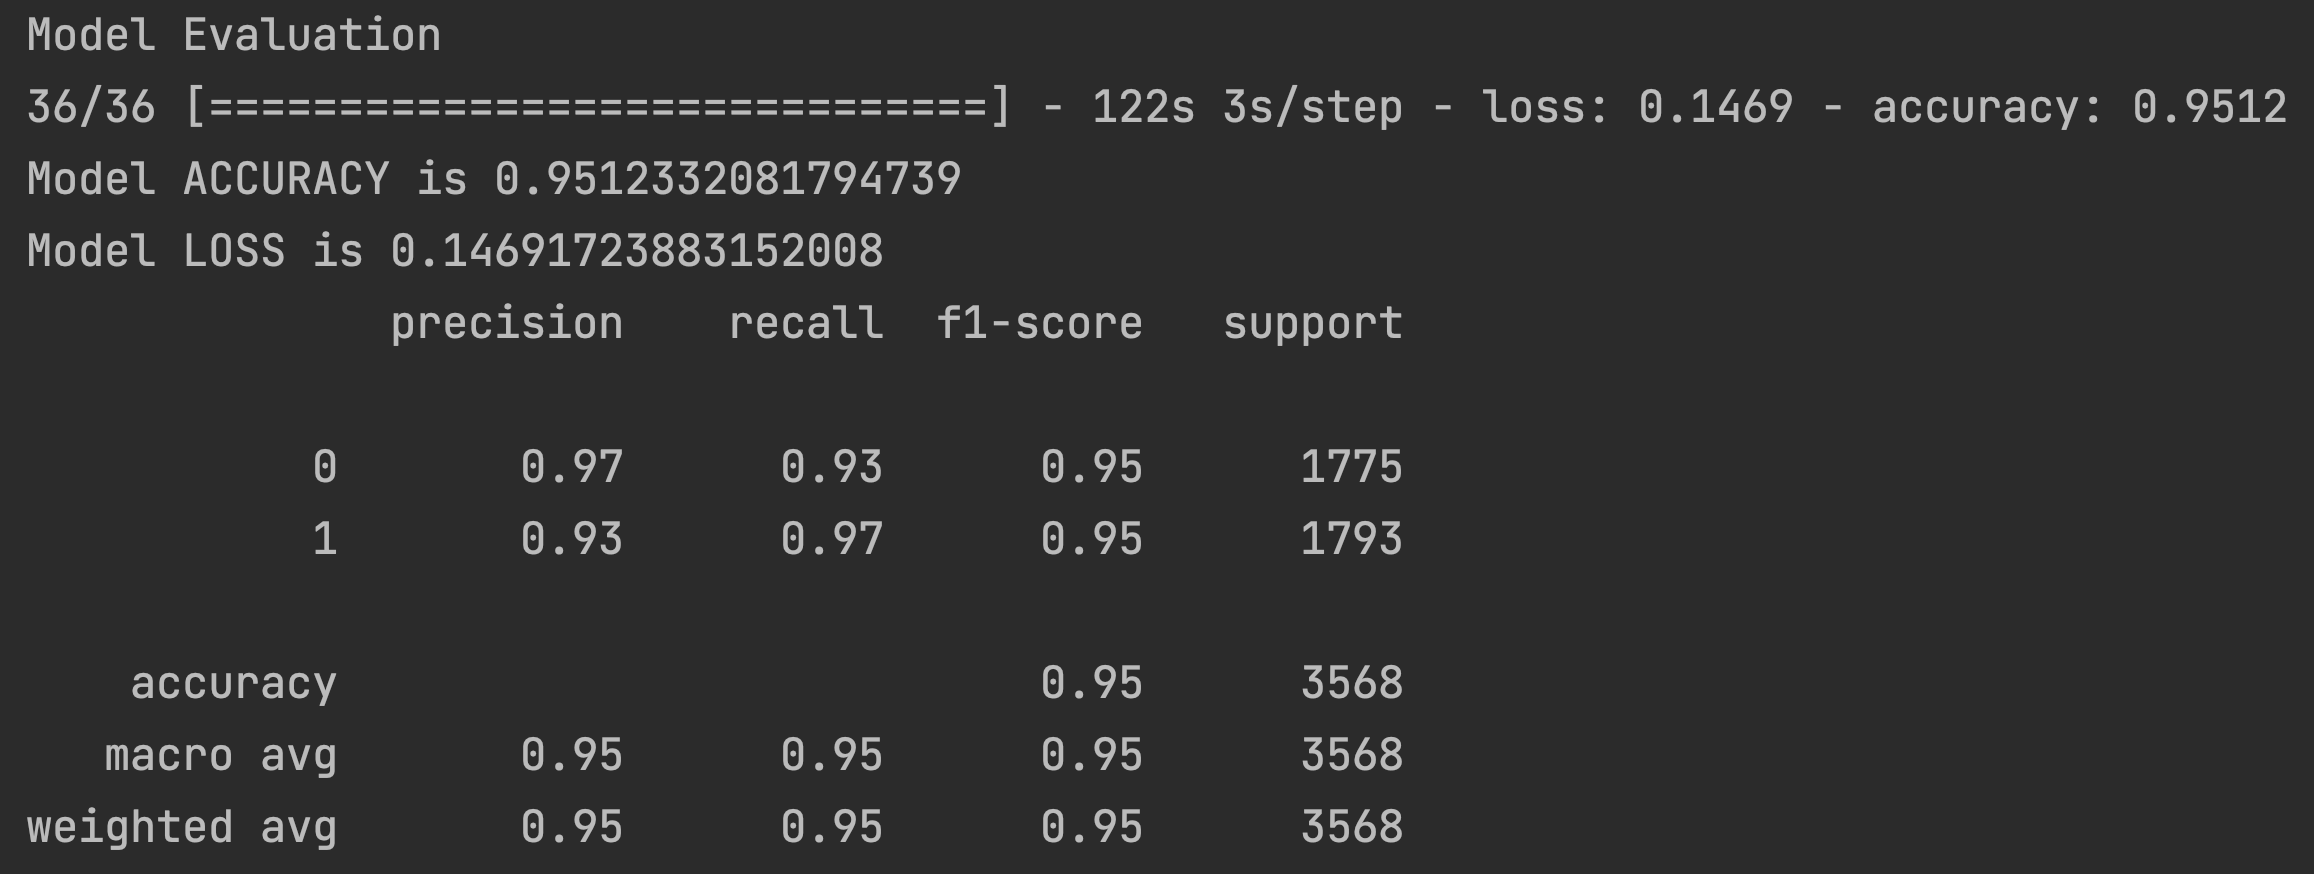 Model Evaluation
36/36 [==============================] - 122s 3s/step - loss: 0.1469 - accuracy: 0.9512
Model ACCURACY is 0.9512332081794739
Model LOSS is 0.14691723883152008
              precision    recall  f1-score   support

           0       0.97      0.93      0.95      1775
           1       0.93      0.97      0.95      1793

    accuracy                           0.95      3568
   macro avg       0.95      0.95      0.95      3568
weighted avg       0.95      0.95      0.95      3568